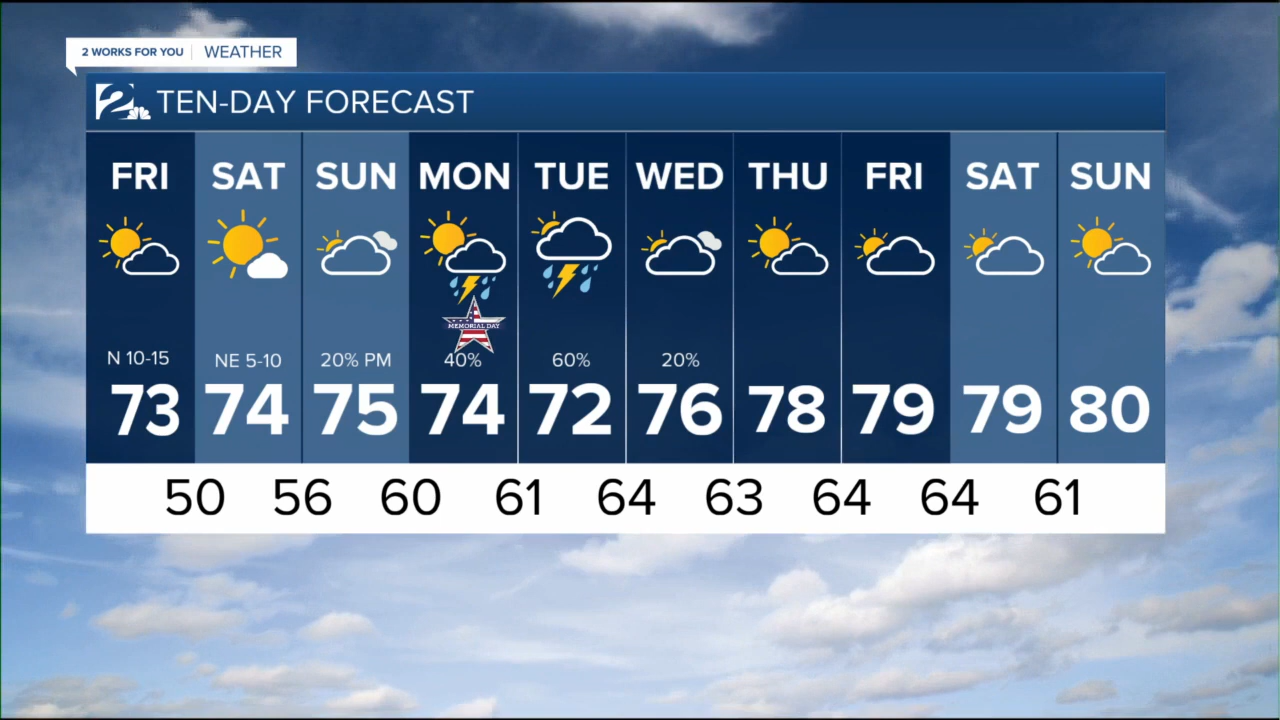 2 WORKS FOR YOU | WEATHER
2 TEN-DAY FORECAST
FRI SAT SUN MON TUE WED THU FRI SAT SUN
MEMORIAL DAY
N 10-15 NE 5-10 20% PM 40% 60% 20%
73 74 75 74 72 76 78 79 79 80
50 56 60 61 64 63 64 64 61